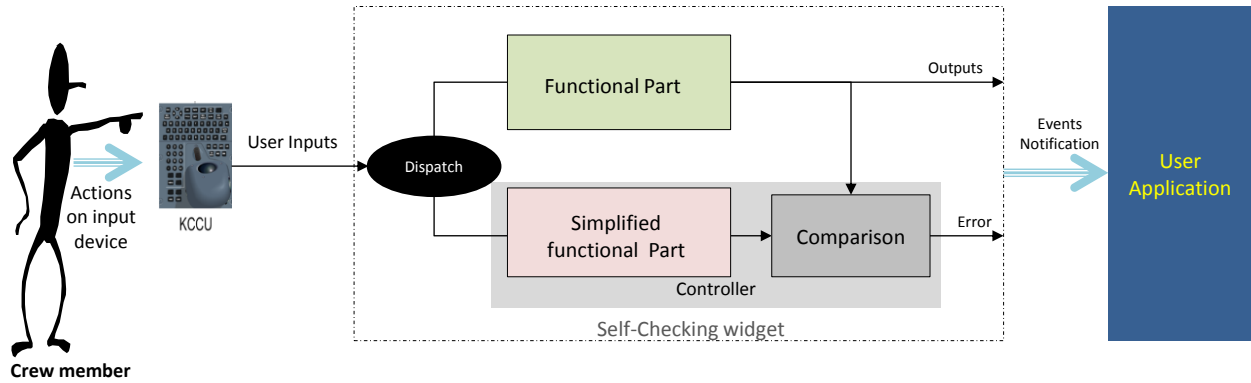 Actions
on input
device
Crew member
KCCU
User Inputs
Dispatch
Functional Part
Simplified
functional  Part
Comparison
Controller
Self-Checking widget
Outputs
Error
Events
Notification
User
Application